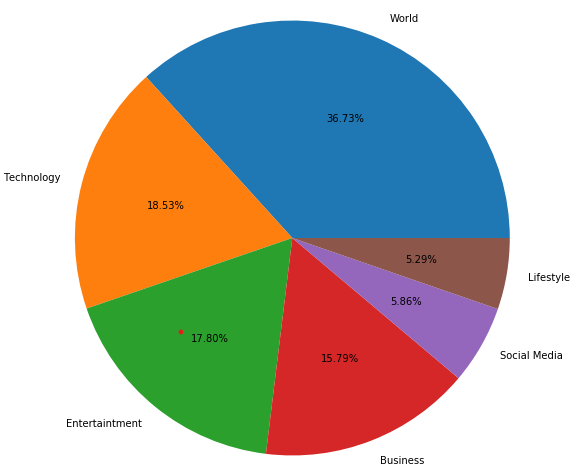 World
36.73%
Technology
18.53%
5.29%
Lifestyle
5.86%
17.80%
15.79%
Social Media
Entertaintment
Business